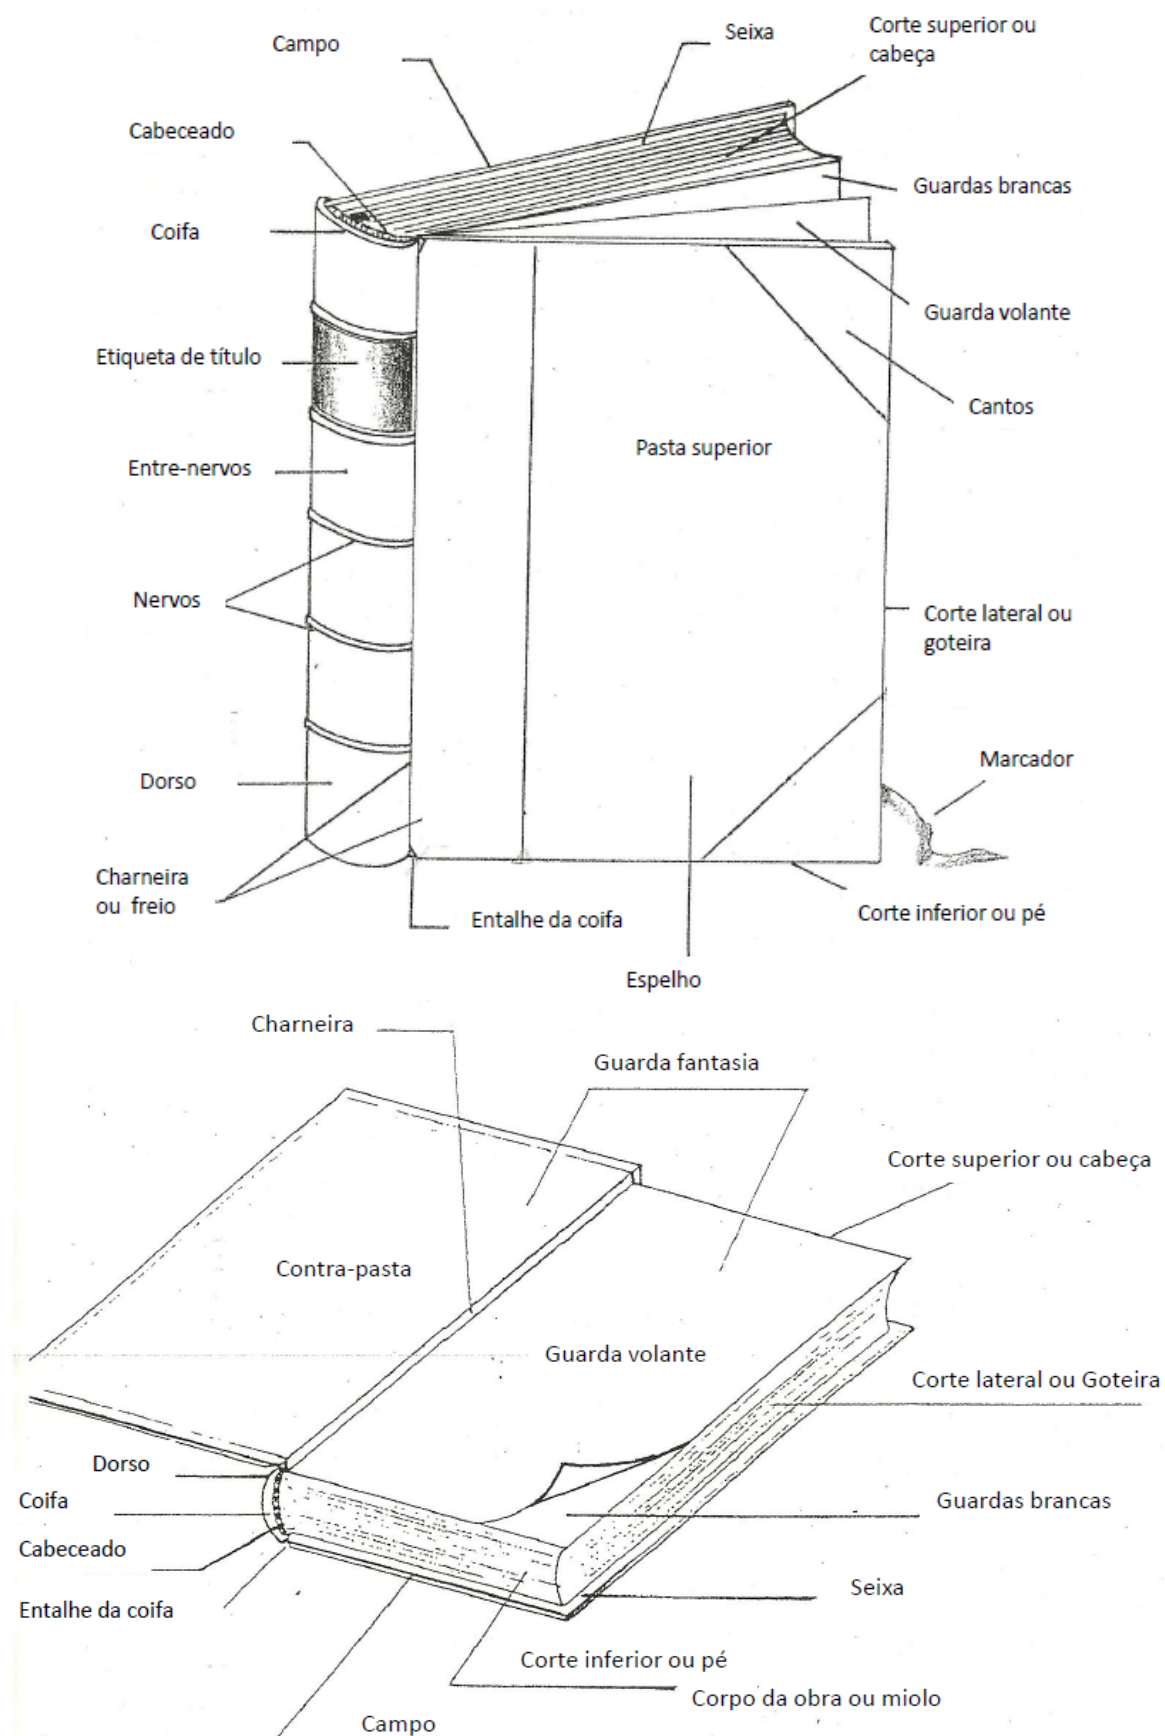 Campo
Seixa
Corte superior ou
cabeça
Cabeceado
Guardas brancas
Coifa
Guarda volante
Etiqueta de título
Cantos
Pasta superior
Entre-nervos
Nervos
Corte lateral ou
goteira
Marcador
Dorso
Charneira
ou freio
Entalhe da coifa
Corte inferior ou pé
Espelho
Charneira
Guarda fantasia
Corte superior ou cabeça
Contra-pasta
Guarda volante
Corte lateral ou Goteira
Dorso
Coifa
Guardas brancas
Cabeceado
Seixa
Entalhe da coifa
Corte inferior ou pé
Corpo da obra ou miolo
Campo